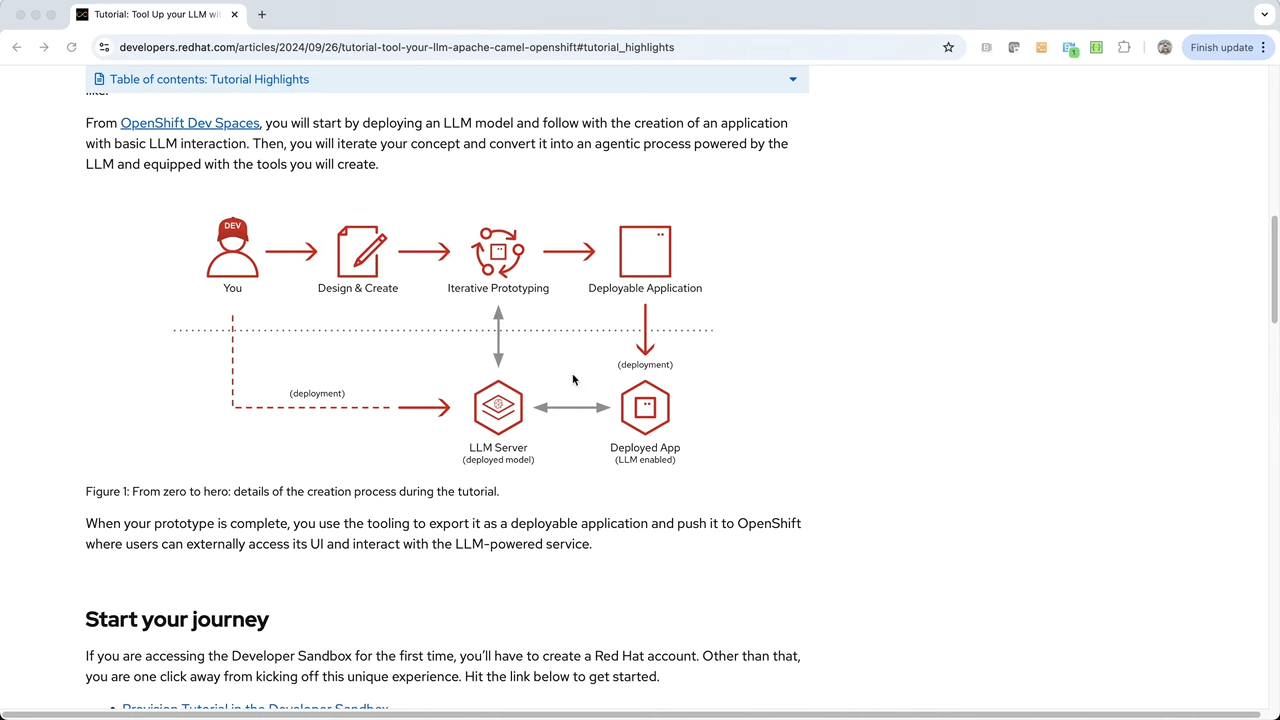 Tutorial: Tool Up your LLM wi
Finish update
developers.redhat.com/articles/2024/09/26/tutorial-tool-your-llm-apache-camel-openshift#tutorial_highlights
1
Table of contents: Tutorial Highlights
like:
From OpenShift Dev Spaces, you will start by deploying an LLM model and follow with the creation of an application
with basic LLM interaction. Then, you will iterate your concept and convert it into an agentic process powered by the
LLM and equipped with the tools you will create.
DEV
You
Design & Create
Iterative Prototyping
Deployable Application
(deployment)
(deployment)
LLM Server
(deployed model)
Deployed App
(LLM enabled)
Figure 1: From zero to hero: details of the creation process during the tutorial.
When your prototype is complete, you use the tooling to export it as a deployable application and push it to OpenShift
where users can externally access its UI and interact with the LLM-powered service.
Start your journey
If you are accessing the Developer Sandbox for the first time, you’ll have to create a Red Hat account. Other than that,
you are one click away from kicking off this unique experience. Hit the link below to get started.
Provision Tutorial in the Developer Sandbox